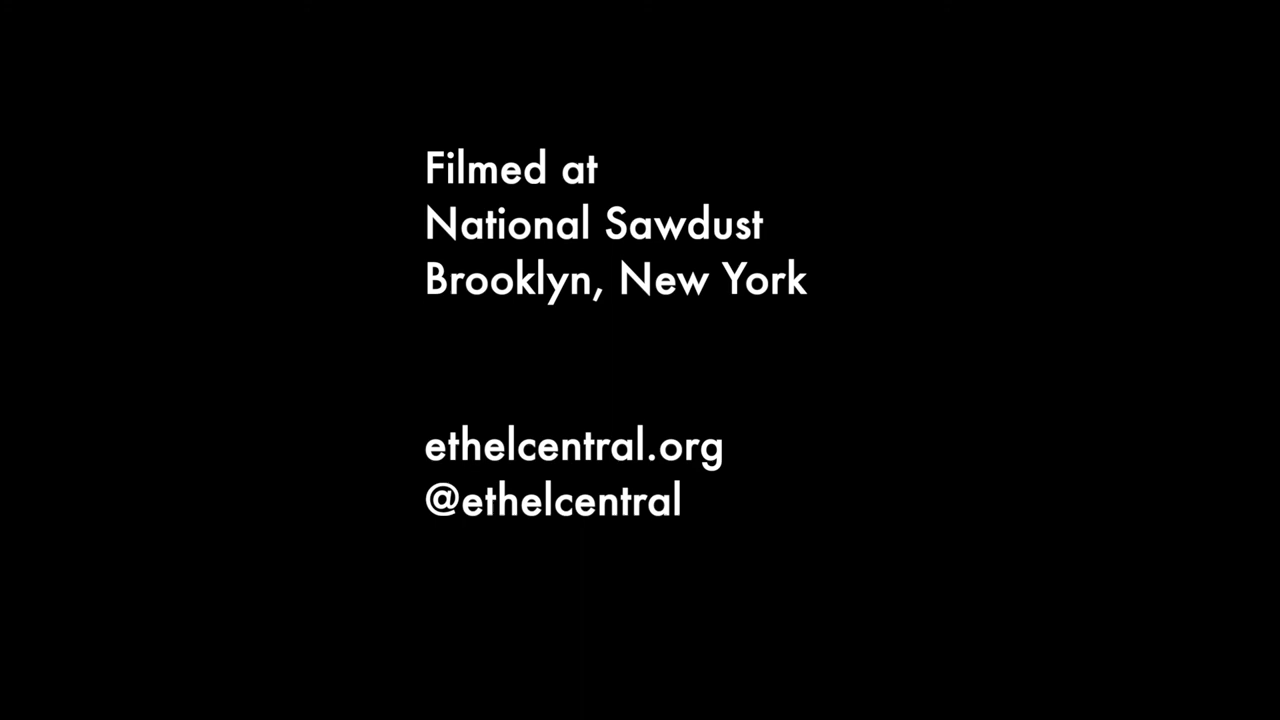 Filmed at
National Sawdust
Brooklyn, New York
ethelcentral.org
@ethelcentral